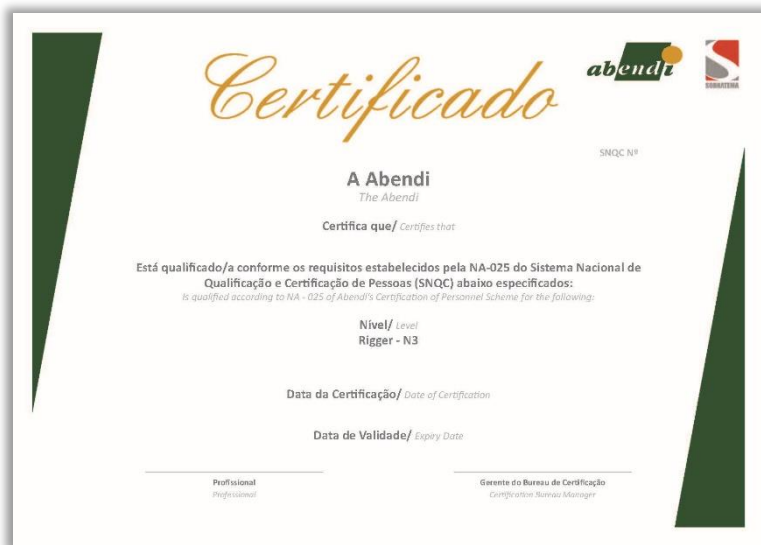 Certificado
abendi
SOBRATEMA
SNQC Nº
A Abendi
The Abendi
Certifica que/ Certifies that
Está qualificado/a conforme os requisitos estabelecidos pela NA-025 do Sistema Nacional de
Qualificação e Certificação de Pessoas (SNQC) abaixo especificados:
Is qualified according to NA - 025 of Abendi's Certification of Personnel Scheme for the following:
Nível/ Level
Rigger - N3
Data da Certificação/ Date of Certification
Data de Validade/ Expiry Date
Profissional
Professional
Gerente do Bureau de Certificação
Certification Bureau Manager